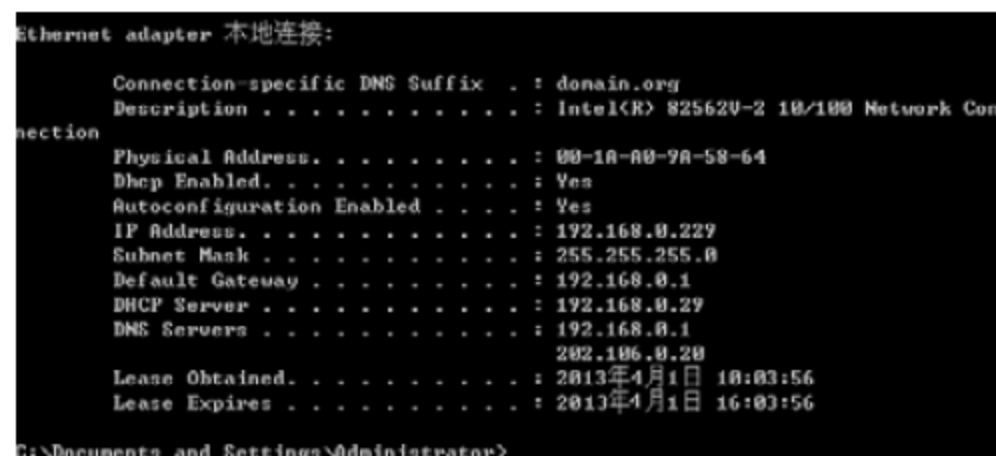 Ethernet adapter 本地连接:
Connection-specific DNS Suffix . : domain.org
Description . . . . . . . . . . . : Intel(R) 82562V-2 10/100 Network Con
nection
Physical Address. . . . . . . . . : 00-1A-A0-9A-58-64
Dhcp Enabled. . . . . . . . . . . : Yes
Autoconfiguration Enabled . . . . : Yes
IP Address. . . . . . . . . . . . : 192.168.0.229
Subnet Mask . . . . . . . . . . . : 255.255.255.0
Default Gateway . . . . . . . . . : 192.168.0.1
DHCP Server . . . . . . . . . . . : 192.168.0.29
DNS Servers . . . . . . . . . . . : 192.168.0.1
202.106.0.20
Lease Obtained. . . . . . . . . . : 2013年4月1日 10:03:56
Lease Expires . . . . . . . . . . : 2013年4月1日 16:03:56
C:\Documents and Settings\Administrator>